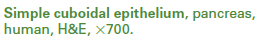 Simple cuboidal epithelium, pancreas,
human, H&E, ×700.